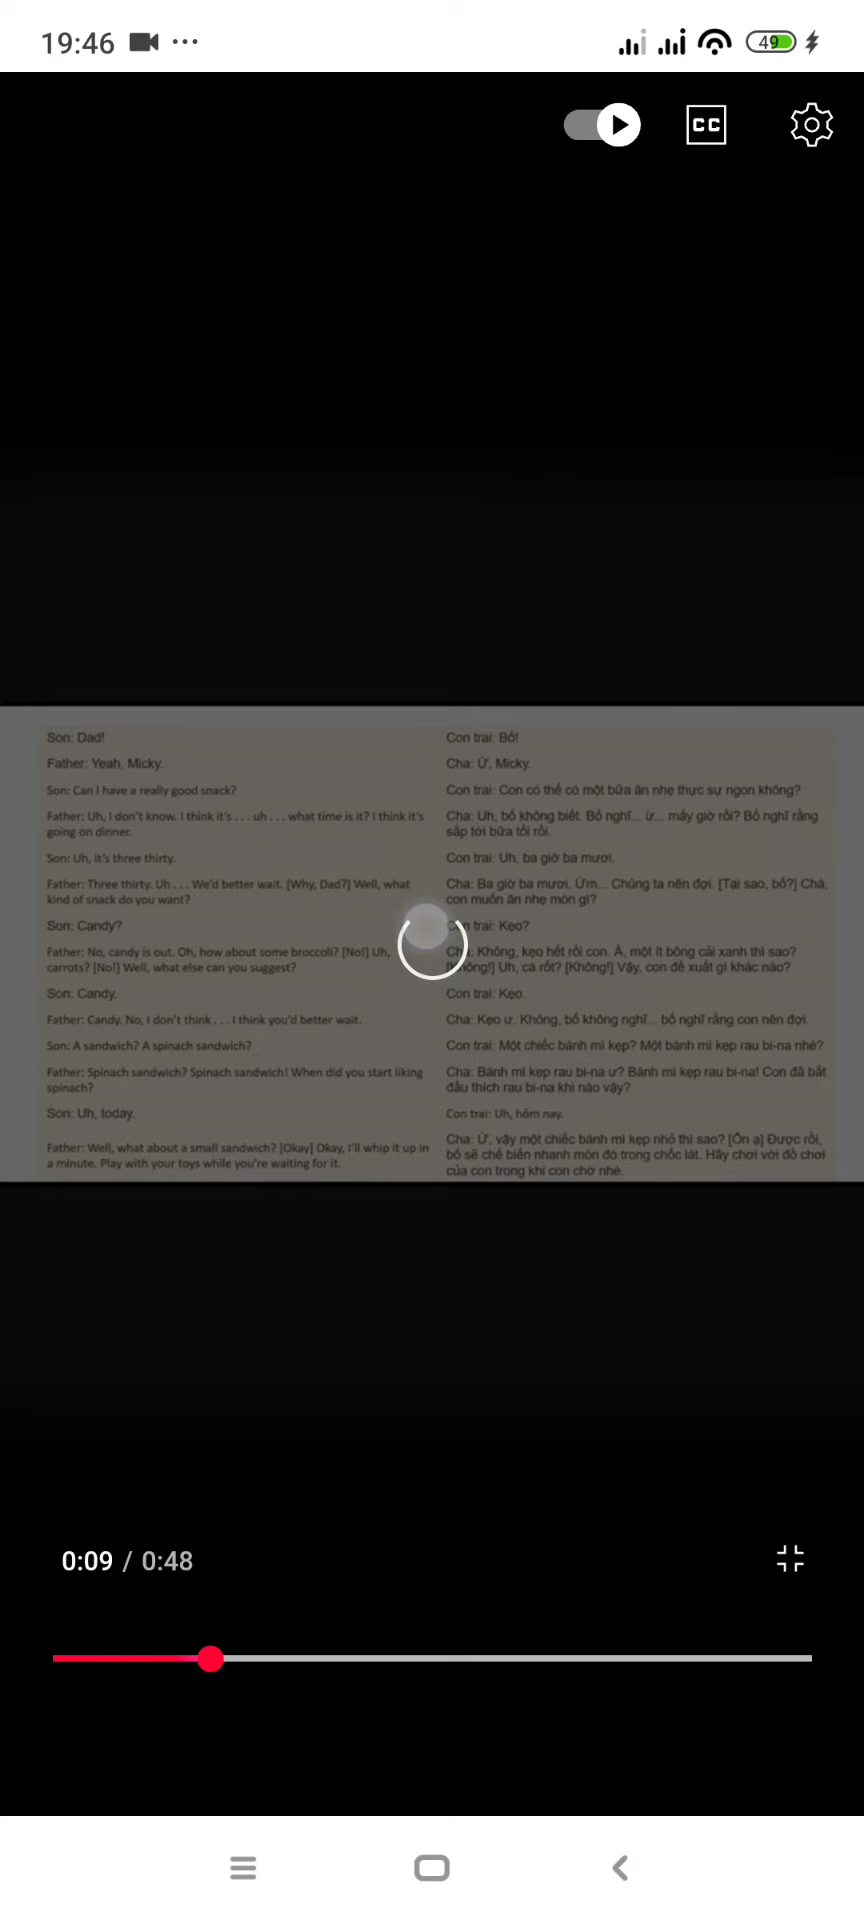 19:46
49
CC
Son: Dad!
Father: Yeah, Micky.
Son: Can I have a really good snack?
Father: Uh, I don't know. I think it's . . . uh . . . what time is it? I think it's
going on dinner.
Son: Uh, it's three thirty.
Father: Three thirty. Uh . . . We'd better wait. [Why, Dad?] Well, what
kind of snack do you want?
Son: Candy?
Father: No, candy is out. Oh, how about some broccoli? [No!] Uh,
carrots? [No!] Well, what else can you suggest?
Son: Candy.
Father: Candy. No, I don't think . . . I think you'd better wait.
Son: A sandwich? A spinach sandwich?
Father: Spinach sandwich? Spinach sandwich! When did you start liking
spinach?
Son: Uh, today.
Father: Well, what about a small sandwich? [Okay] Okay, I'll whip it up in
a minute. Play with your toys while you're waiting for it.
Con trai: Bố!
Cha: Ừ, Micky.
Con trai: Con có thể có một bữa ăn nhẹ thực sự ngon không?
Cha: Uh, bố không biết. Bố nghĩ... ừ... mấy giờ rồi? Bố nghĩ rằng
sắp tới bữa tối rồi.
Con trai: Uh, ba giờ ba mươi.
Cha: Ba giờ ba mươi. Ừm... Chúng ta nên đợi. [Tại sao, bố?] Chà,
con muốn ăn nhẹ món gì?
trai: Kẹo?
Không, kẹo hết rồi con. À, một ít bông cải xanh thì sao?
Uh, cà rốt? [Không!] Vậy, con đề xuất gì khác nào?
Con trai: Kẹo.
Cha: Kẹo ư. Không, bố không nghĩ... bố nghĩ rằng con nên đợi.
Con trai: Một chiếc bánh mì kẹp? Một bánh mì kẹp rau bi-na nhé?
Cha: Bánh mì kẹp rau bi-na ư? Bánh mì kẹp rau bi-na! Con đã bắt
đầu thích rau bi-na khi nào vậy?
Con trai: Uh, hôm nay.
Cha: Ừ, vậy một chiếc bánh mì kẹp nhỏ thì sao? [Ổn ạ] Được rồi,
bố sẽ chế biến nhanh món đó trong chốc lát. Hãy chơi với đồ chơi
của con trong khi con chờ nhé.
0:09 / 0:48